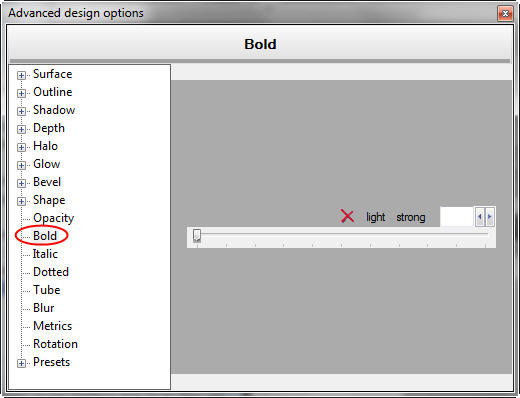 Advanced design options
Bold
Surface
Outline
Shadow
Depth
Halo
Glow
Bevel
Shape
Opacity
Bold
Italic
Dotted
Tube
Blur
Metrics
Rotation
Presets
light strong